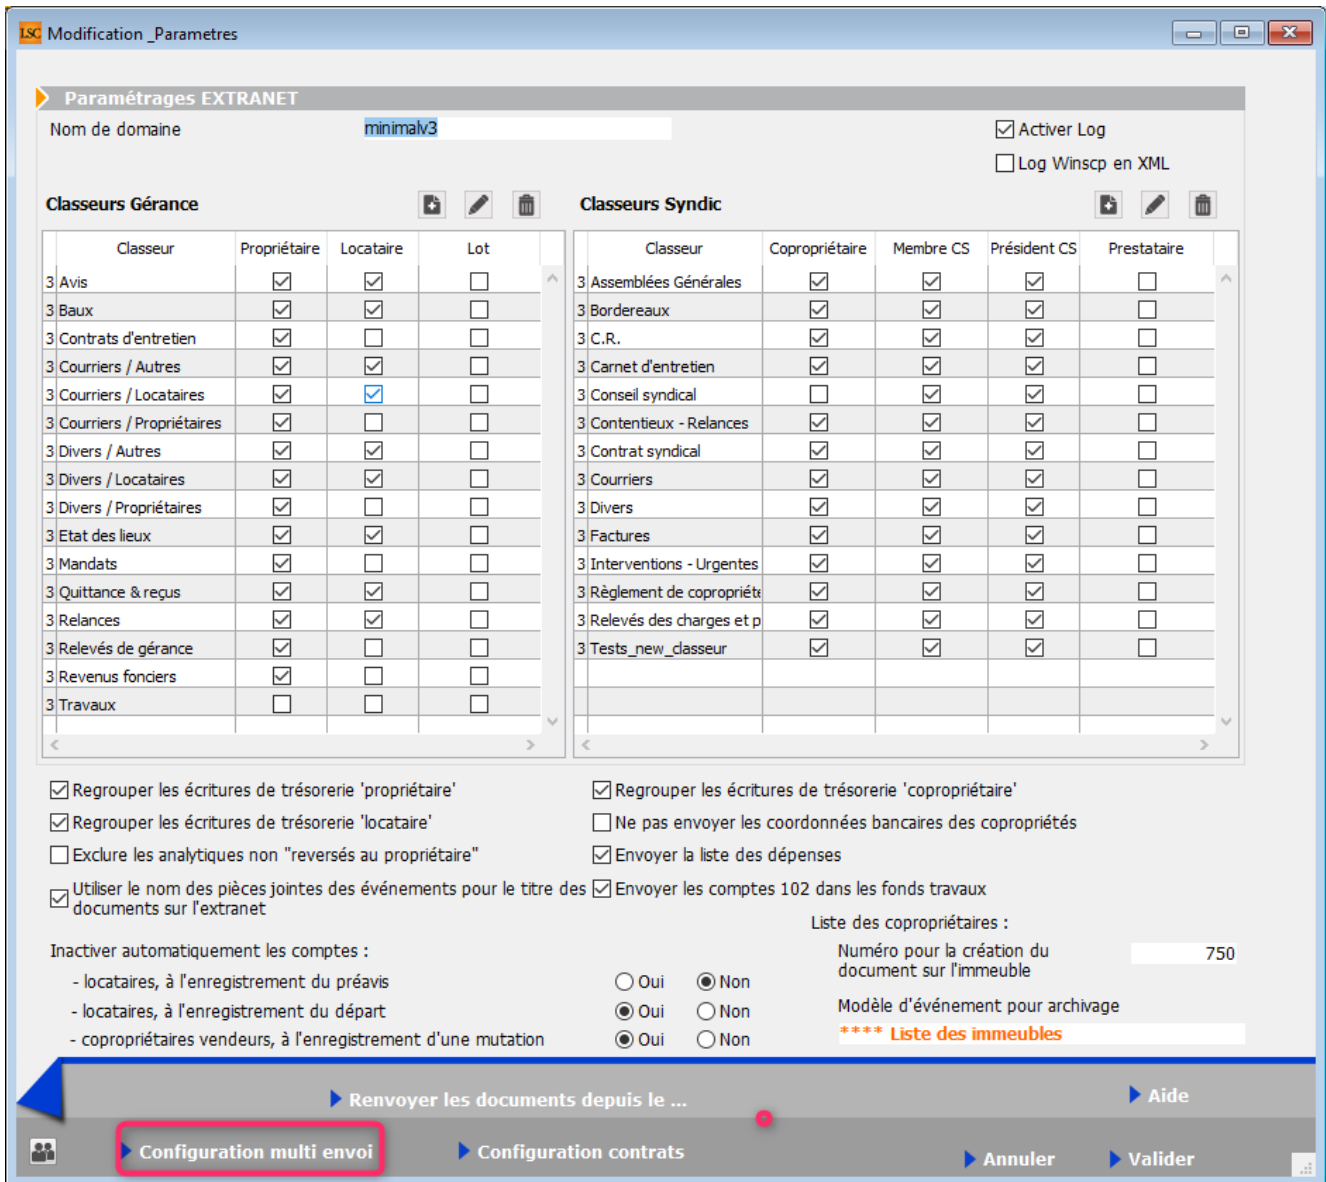 LSC Modification _Parametres
Paramétrages EXTRANET
Nom de domaine minimalv3 Activer Log
Log Winscp en XML
Classeurs Gérance Classeurs Syndic
Classeur Propriétaire Locataire Lot Classeur Copropriétaire Membre CS Président CS Prestataire
3 Avis 3 Assemblées Générales
3 Baux 3 Bordereaux
3 Contrats d'entretien 3 C.R.
3 Courriers / Autres 3 Carnet d'entretien
3 Courriers / Locataires 3 Conseil syndical
3 Courriers / Propriétaires 3 Contentieux - Relances
3 Divers / Autres 3 Contrat syndical
3 Divers / Locataires 3 Courriers
3 Divers / Propriétaires 3 Divers
3 Etat des lieux 3 Factures
3 Mandats 3 Interventions - Urgentes
3 Quittance & reçus 3 Règlement de copropriété
3 Relances 3 Relevés des charges et p
3 Relevés de gérance 3 Tests_new_classeur
3 Revenus fonciers
3 Travaux
Regrouper les écritures de trésorerie 'propriétaire' Regrouper les écritures de trésorerie 'copropriétaire'
Regrouper les écritures de trésorerie 'locataire' Ne pas envoyer les coordonnées bancaires des copropriétés
Exclure les analytiques non "reversés au propriétaire" Envoyer la liste des dépenses
Utiliser le nom des pièces jointes des événements pour le titre des Envoyer les comptes 102 dans les fonds travaux
documents sur l'extranet
Liste des copropriétaires :
Inactiver automatiquement les comptes : Numéro pour la création du 750
document sur l'immeuble
- locataires, à l'enregistrement du préavis Oui Non
- locataires, à l'enregistrement du départ Oui Non Modèle d'événement pour archivage
- copropriétaires vendeurs, à l'enregistrement d'une mutation Oui Non **** Liste des immeubles
Renvoyer les documents depuis le ... Aide
Configuration multi envoi Configuration contrats Annuler Valider